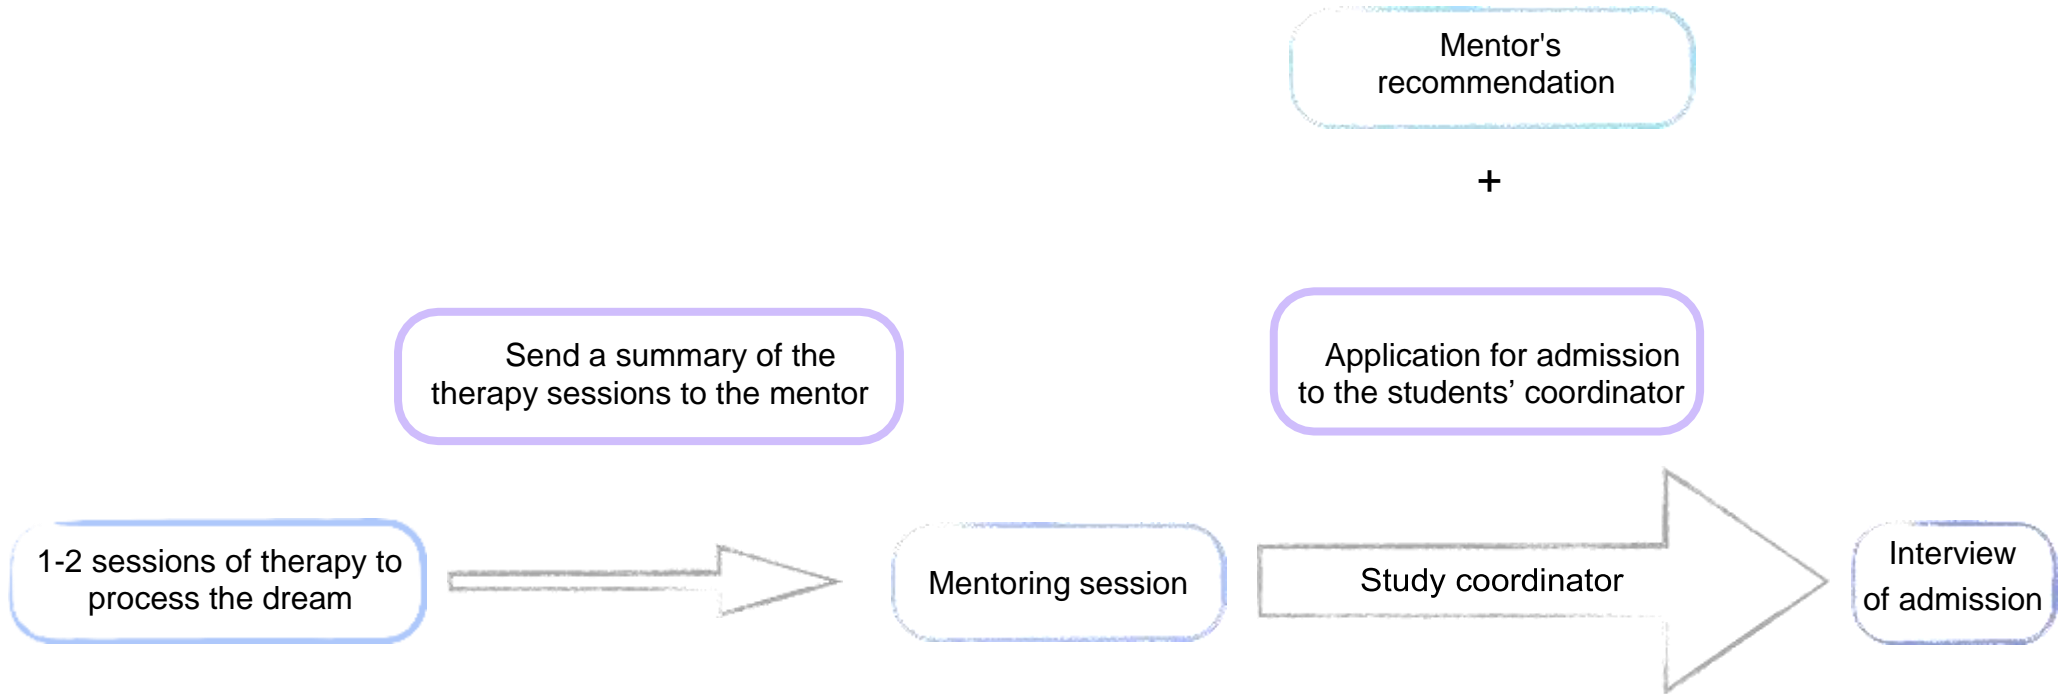 Mentor's
recommendation
+
Send a summary of the
therapy sessions to the mentor
Application for admission
to the students’ coordinator
1-2 sessions of therapy to
process the dream
Mentoring session
Study coordinator
Interview
of admission